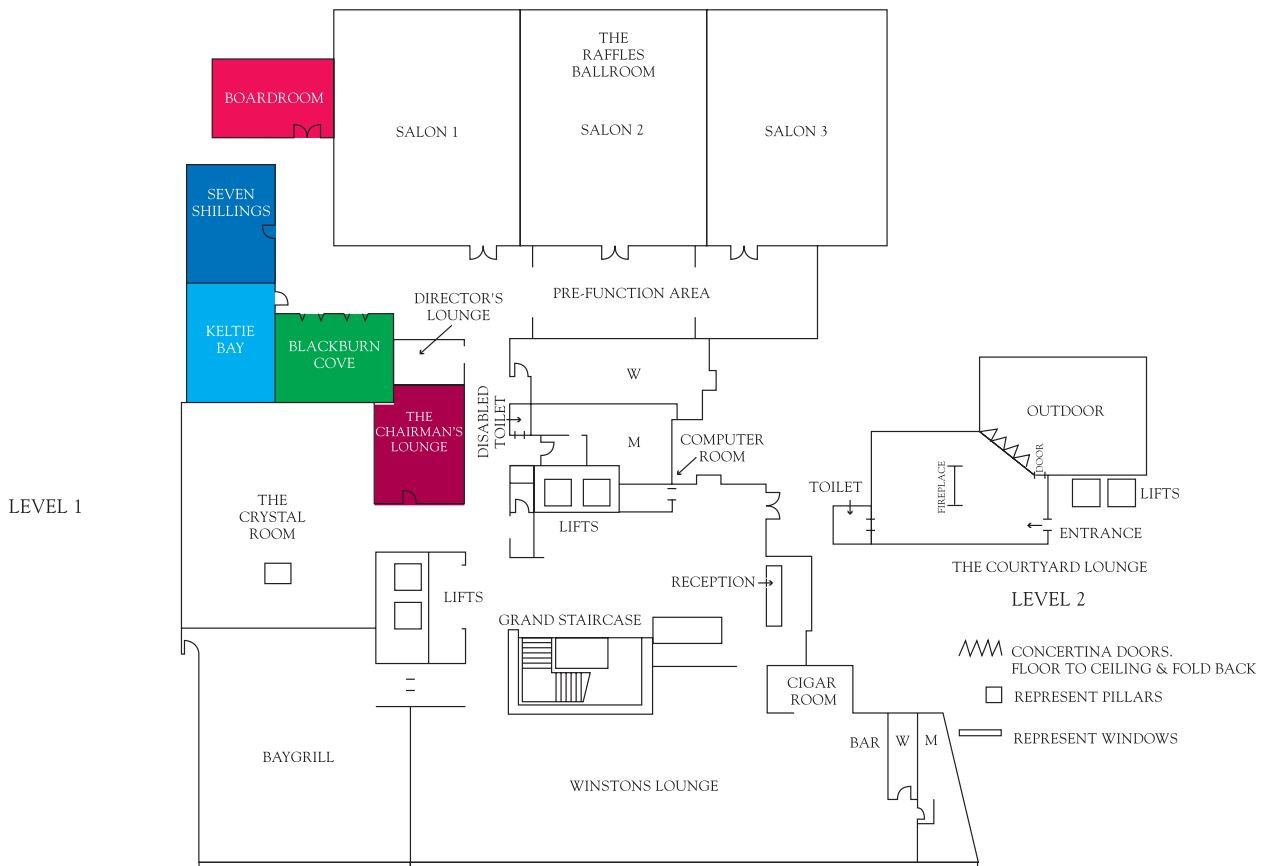 THE
RAFFLES
BALLROOM
BOARDROOM
SALON 1
SALON 2
SALON 3
SEVEN
SHILLINGS
PRE-FUNCTION AREA
DIRECTOR'S
LOUNGE
KELTIE
BAY
BLACKBURN
COVE
W
DISABLED
TOILET
THE
CHAIRMAN'S
LOUNGE
M
COMPUTER
ROOM
OUTDOOR
DOOR
FIREPLACE
TOILET
LIFTS
ENTRANCE
THE COURTYARD LOUNGE
LEVEL 2
LEVEL 1
THE
CRYSTAL
ROOM
LIFTS
LIFTS
RECEPTION
GRAND STAIRCASE
CONCERTINA DOORS.
FLOOR TO CEILING & FOLD BACK
REPRESENT PILLARS
REPRESENT WINDOWS
CIGAR
ROOM
BAR
W
M
BAYGRILL
WINSTONS LOUNGE